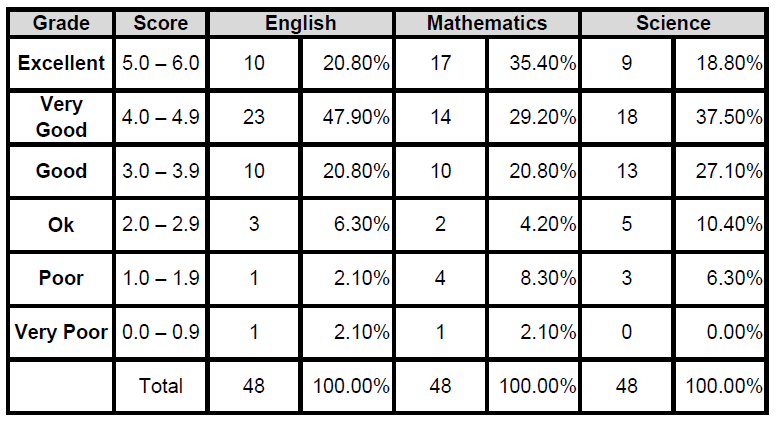 Grade Score English Mathematics Science
Excellent 5.0 – 6.0 10 20.80% 17 35.40% 9 18.80%
Very
Good 4.0 – 4.9 23 47.90% 14 29.20% 18 37.50%
Good 3.0 – 3.9 10 20.80% 10 20.80% 13 27.10%
Ok 2.0 – 2.9 3 6.30% 2 4.20% 5 10.40%
Poor 1.0 – 1.9 1 2.10% 4 8.30% 3 6.30%
Very Poor 0.0 – 0.9 1 2.10% 1 2.10% 0 0.00%
Total 48 100.00% 48 100.00% 48 100.00%